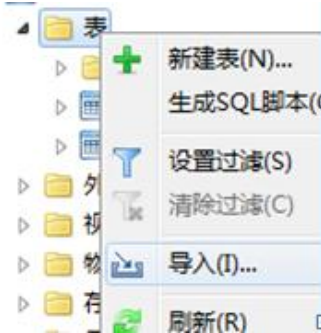 表
新建表(N)...
生成SQL脚本(
设置过滤(S)
外
清除过滤(C)
视
物
导入(I)...
存
刷新(R)